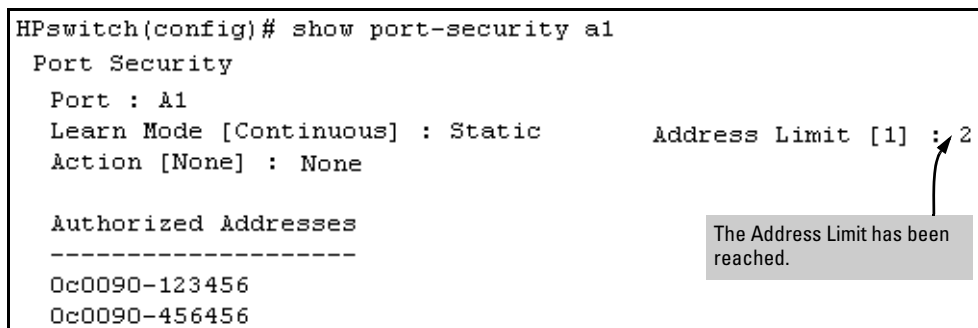 HPswitch(config)# show port-security a1
Port Security
Port : A1
Learn Mode [Continuous] : Static Address Limit [1] : 2
Action [None] : None
The Address Limit has been
reached.
Authorized Addresses
--------------------
0c0090-123456
0c0090-456456